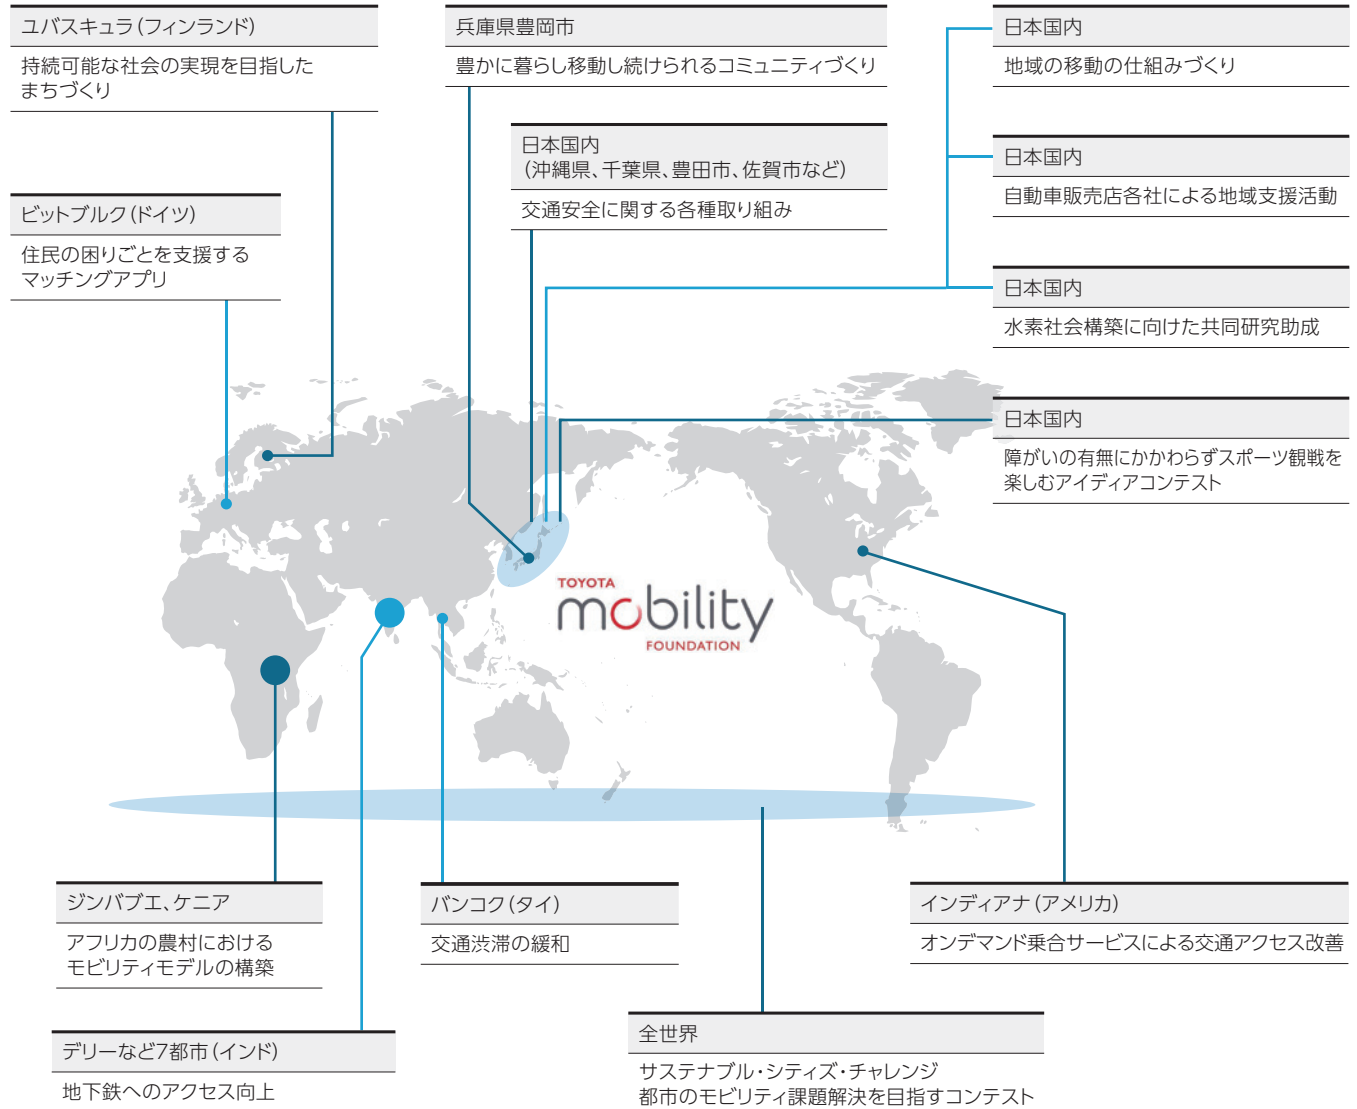 ユバスキュラ（フィンランド）
持続可能な社会の実現を目指した
まちづくり
兵庫県豊岡市
豊かに暮らし移動し続けられるコミュニティづくり
日本国内
地域の移動の仕組みづくり
日本国内
（沖縄県、千葉県、豊田市、佐賀市など）
交通安全に関する各種取り組み
日本国内
自動車販売店各社による地域支援活動
ビットブルク（ドイツ）
住民の困りごとを支援する
マッチングアプリ
日本国内
水素社会構築に向けた共同研究助成
日本国内
障がいの有無にかかわらずスポーツ観戦を
楽しむアイディアコンテスト
TOYOTA
mobility
FOUNDATION
ジンバブエ、ケニア
アフリカの農村における
モビリティモデルの構築
バンコク（タイ）
交通渋滞の緩和
インディアナ（アメリカ）
オンデマンド乗合サービスによる交通アクセス改善
デリーなど7都市（インド）
地下鉄へのアクセス向上
全世界
サステナブル・シティズ・チャレンジ
都市のモビリティ課題解決を目指すコンテスト